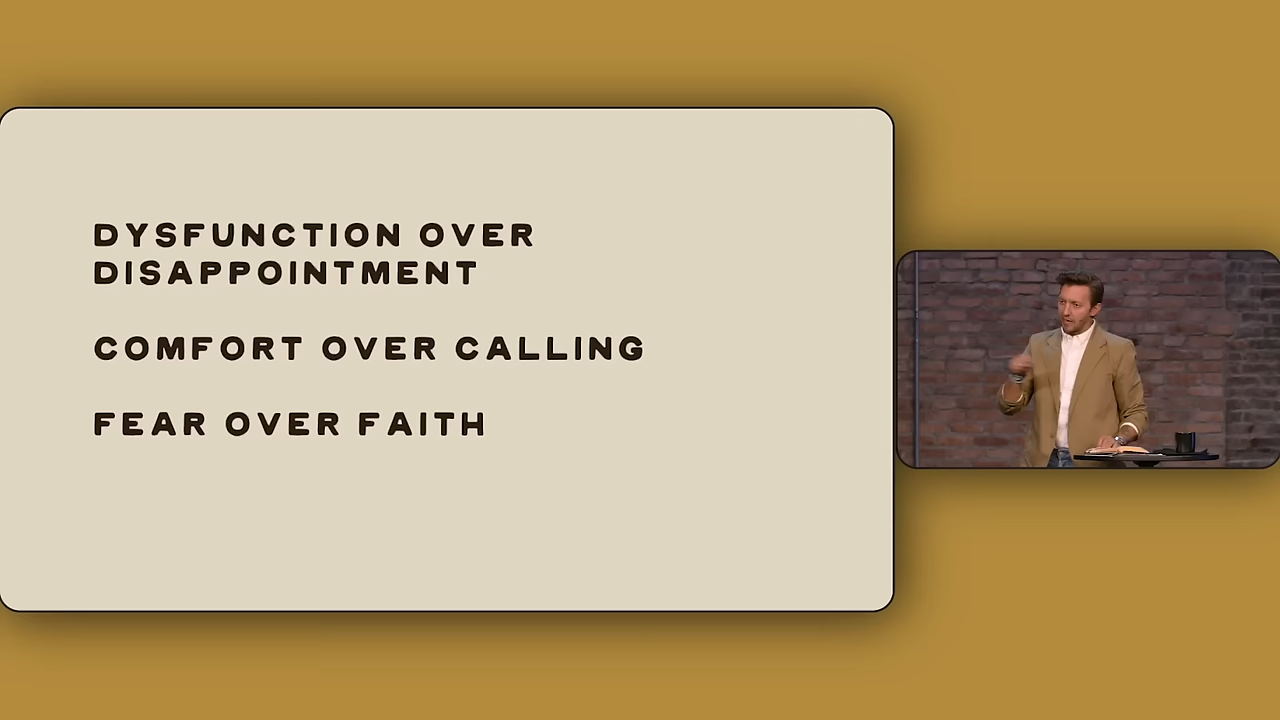 DYSFUNCTION OVER
DISAPPOINTMENT
COMFORT OVER CALLING
FEAR OVER FAITH